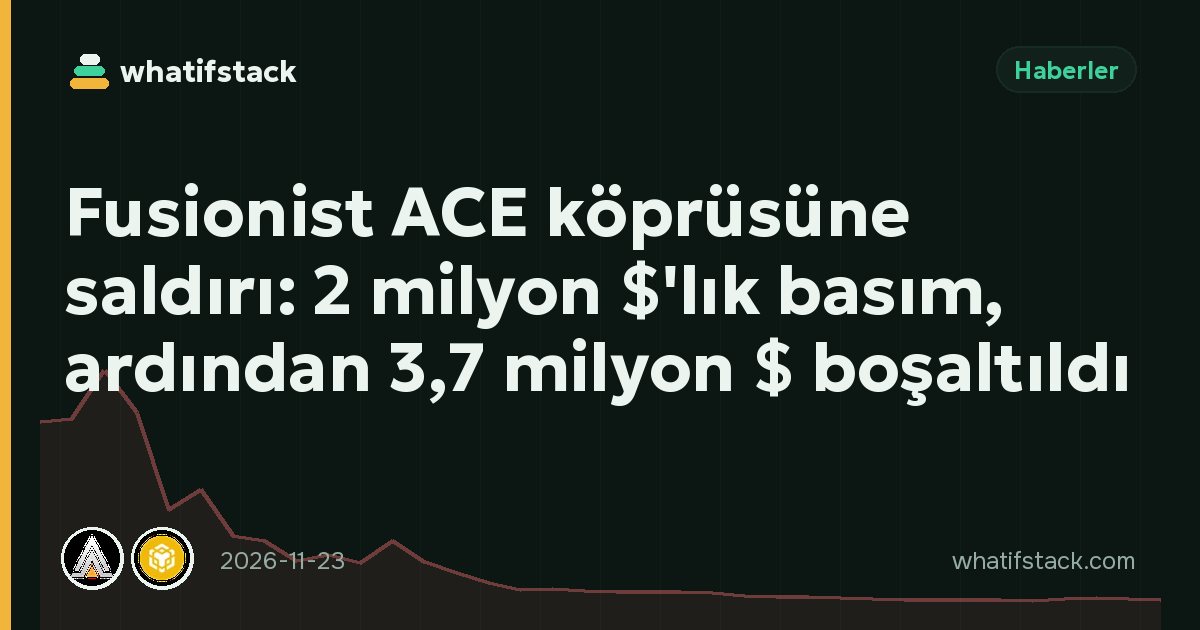 whatifstack
Haberler
Fusionist ACE köprüsüne
saldırı: 2 milyon $'lık basım,
ardından 3,7 milyon $ boşaltıldı
2026-11-23
whatifstack.com